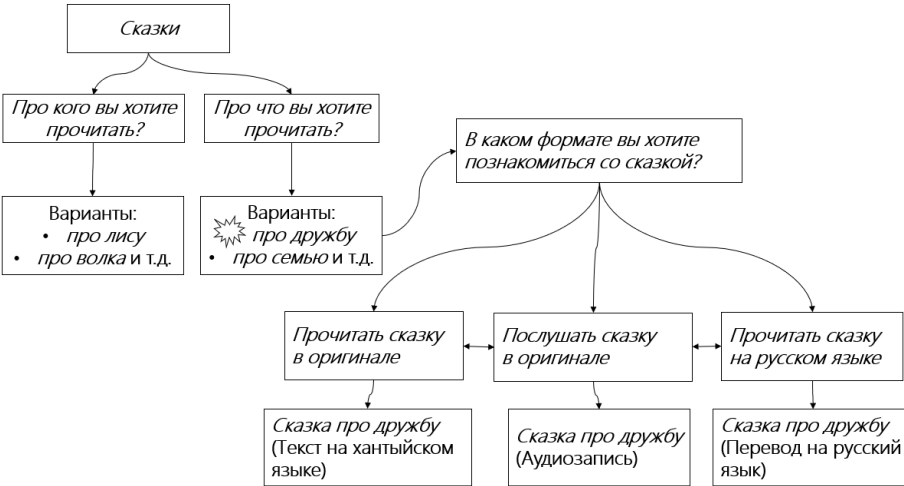 Сказки
Про кого вы хотите
прочитать?
Про что вы хотите
прочитать?
В каком формате вы хотите
познакомиться со сказкой?
Варианты:
• про лису
• про волка и т.д.
Варианты:
про дружбу
• про семью и т.д.
Прочитать сказку
в оригинале
Послушать сказку
в оригинале
Прочитать сказку
на русском языке
Сказка про дружбу
(Текст на хантыйском
языке)
Сказка про дружбу
(Аудиозапись)
Сказка про дружбу
(Перевод на русский
язык)